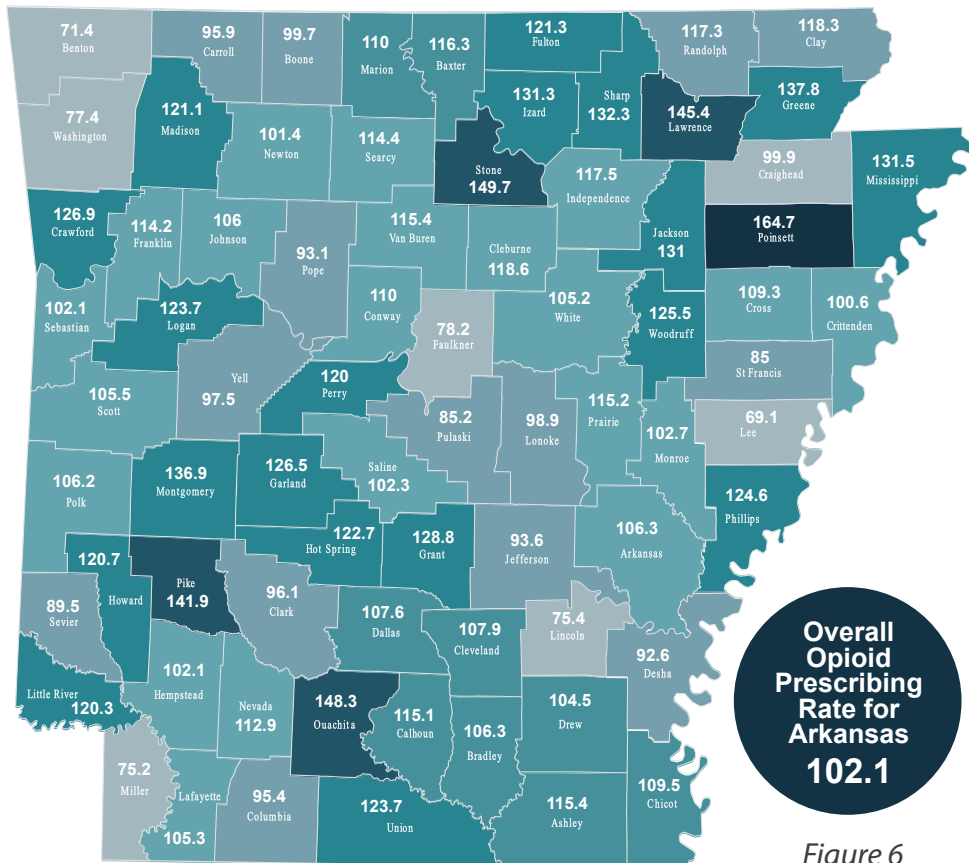 71.4
Benton
95.9
Carroll
99.7
Boone
110
Marion
116.3
Baxter
121.3
Fulton
117.3
Randolph
118.3
Clay
77.4
Washington
121.1
Madison
101.4
Newton
114.4
Searcy
Stone
149.7
131.3
Izard
Sharp
132.3
145.4
Lawrence
137.8
Greene
117.5
Independence
99.9
Craighead
131.5
Mississippi
126.9
Crawford
114.2
Franklin
106
Johnson
93.1
Pope
115.4
Van Buren
Cleburne
118.6
Jackson
131
164.7
Poinsett
102.1
Sebastian
123.7
Logan
110
Conway
78.2
Faulkner
105.2
White
125.5
Woodruff
109.3
Cross
100.6
Crittenden
105.5
Scott
Yell
97.5
120
Perry
85.2
Pulaski
98.9
Lonoke
115.2
Prairie
85
St Francis
69.1
Lee
102.7
Monroe
106.2
Polk
136.9
Montgomery
126.5
Garland
Saline
102.3
124.6
Phillips
122.7
Hot Spring
128.8
Grant
93.6
Jefferson
106.3
Arkansas
120.7
Howard
Pike
141.9
96.1
Clark
89.5
Sevier
107.6
Dallas
107.9
Cleveland
75.4
Lincoln
92.6
Desha
Little River
120.3
102.1
Hempstead
Nevada
112.9
148.3
Ouachita
115.1
Calhoun
106.3
Bradley
104.5
Drew
75.2
Miller
Lafayette
105.3
95.4
Columbia
123.7
Union
115.4
Ashley
109.5
Chicot
Overall
Opioid
Prescribing
Rate for
Arkansas
102.1
Figure 6